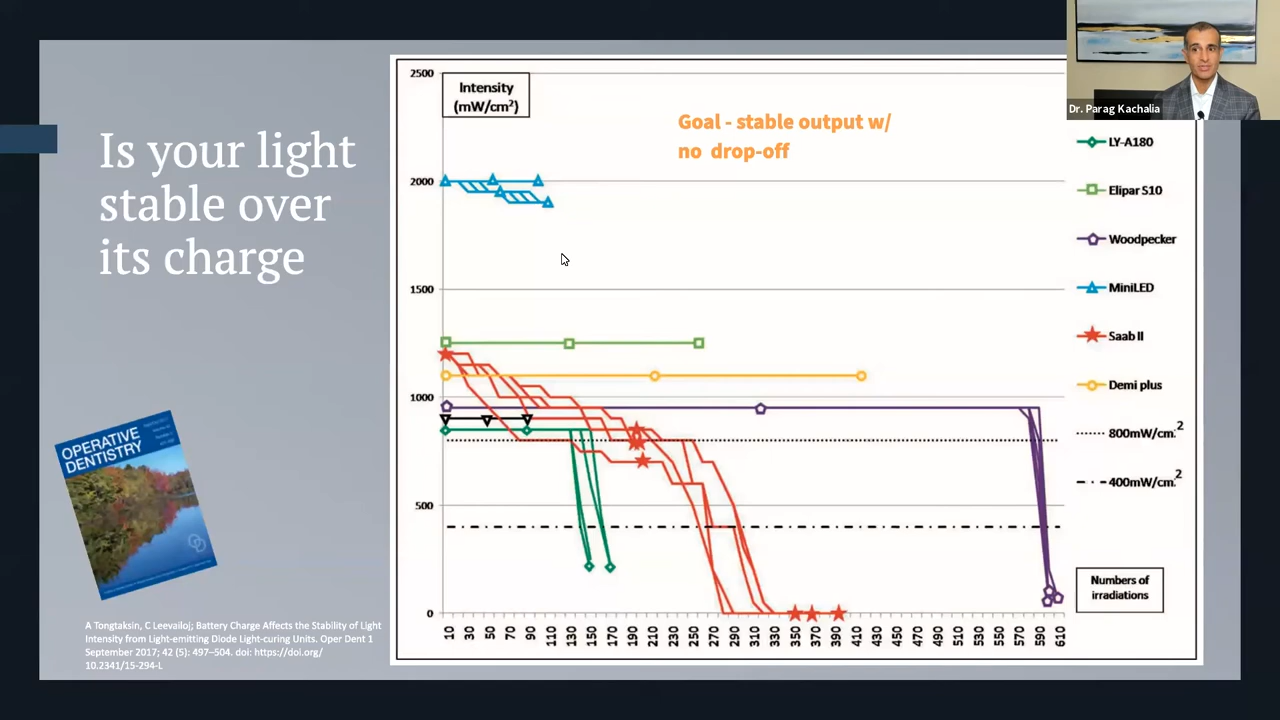 Is your light
stable over
its charge
OPERATIVE
DENTISTRY
A Tongtaksin, C Leevailoj; Battery Charge Affects the Stability of Light
Intensity from Light-emitting Diode Light-curing Units. Oper Dent 1
September 2017; 42 (5): 497–504. doi: https://doi.org/
10.2341/15-294-L
Intensity
(mW/cm²)
Goal - stable output w/
no drop-off
2500
2000
1500
1000
500
0
10 30 50 70 90 110 130 150 170 190 210 230 250 270 290 310 330 350 370 390 410 430 450 470 490 510 530 550 570 590 610
Dr. Parag Kachalia
LY-A180
Elipar S10
Woodpecker
MiniLED
Saab II
Demi plus
800mW/cm.2
400mW/cm.2
Numbers of
irradiations